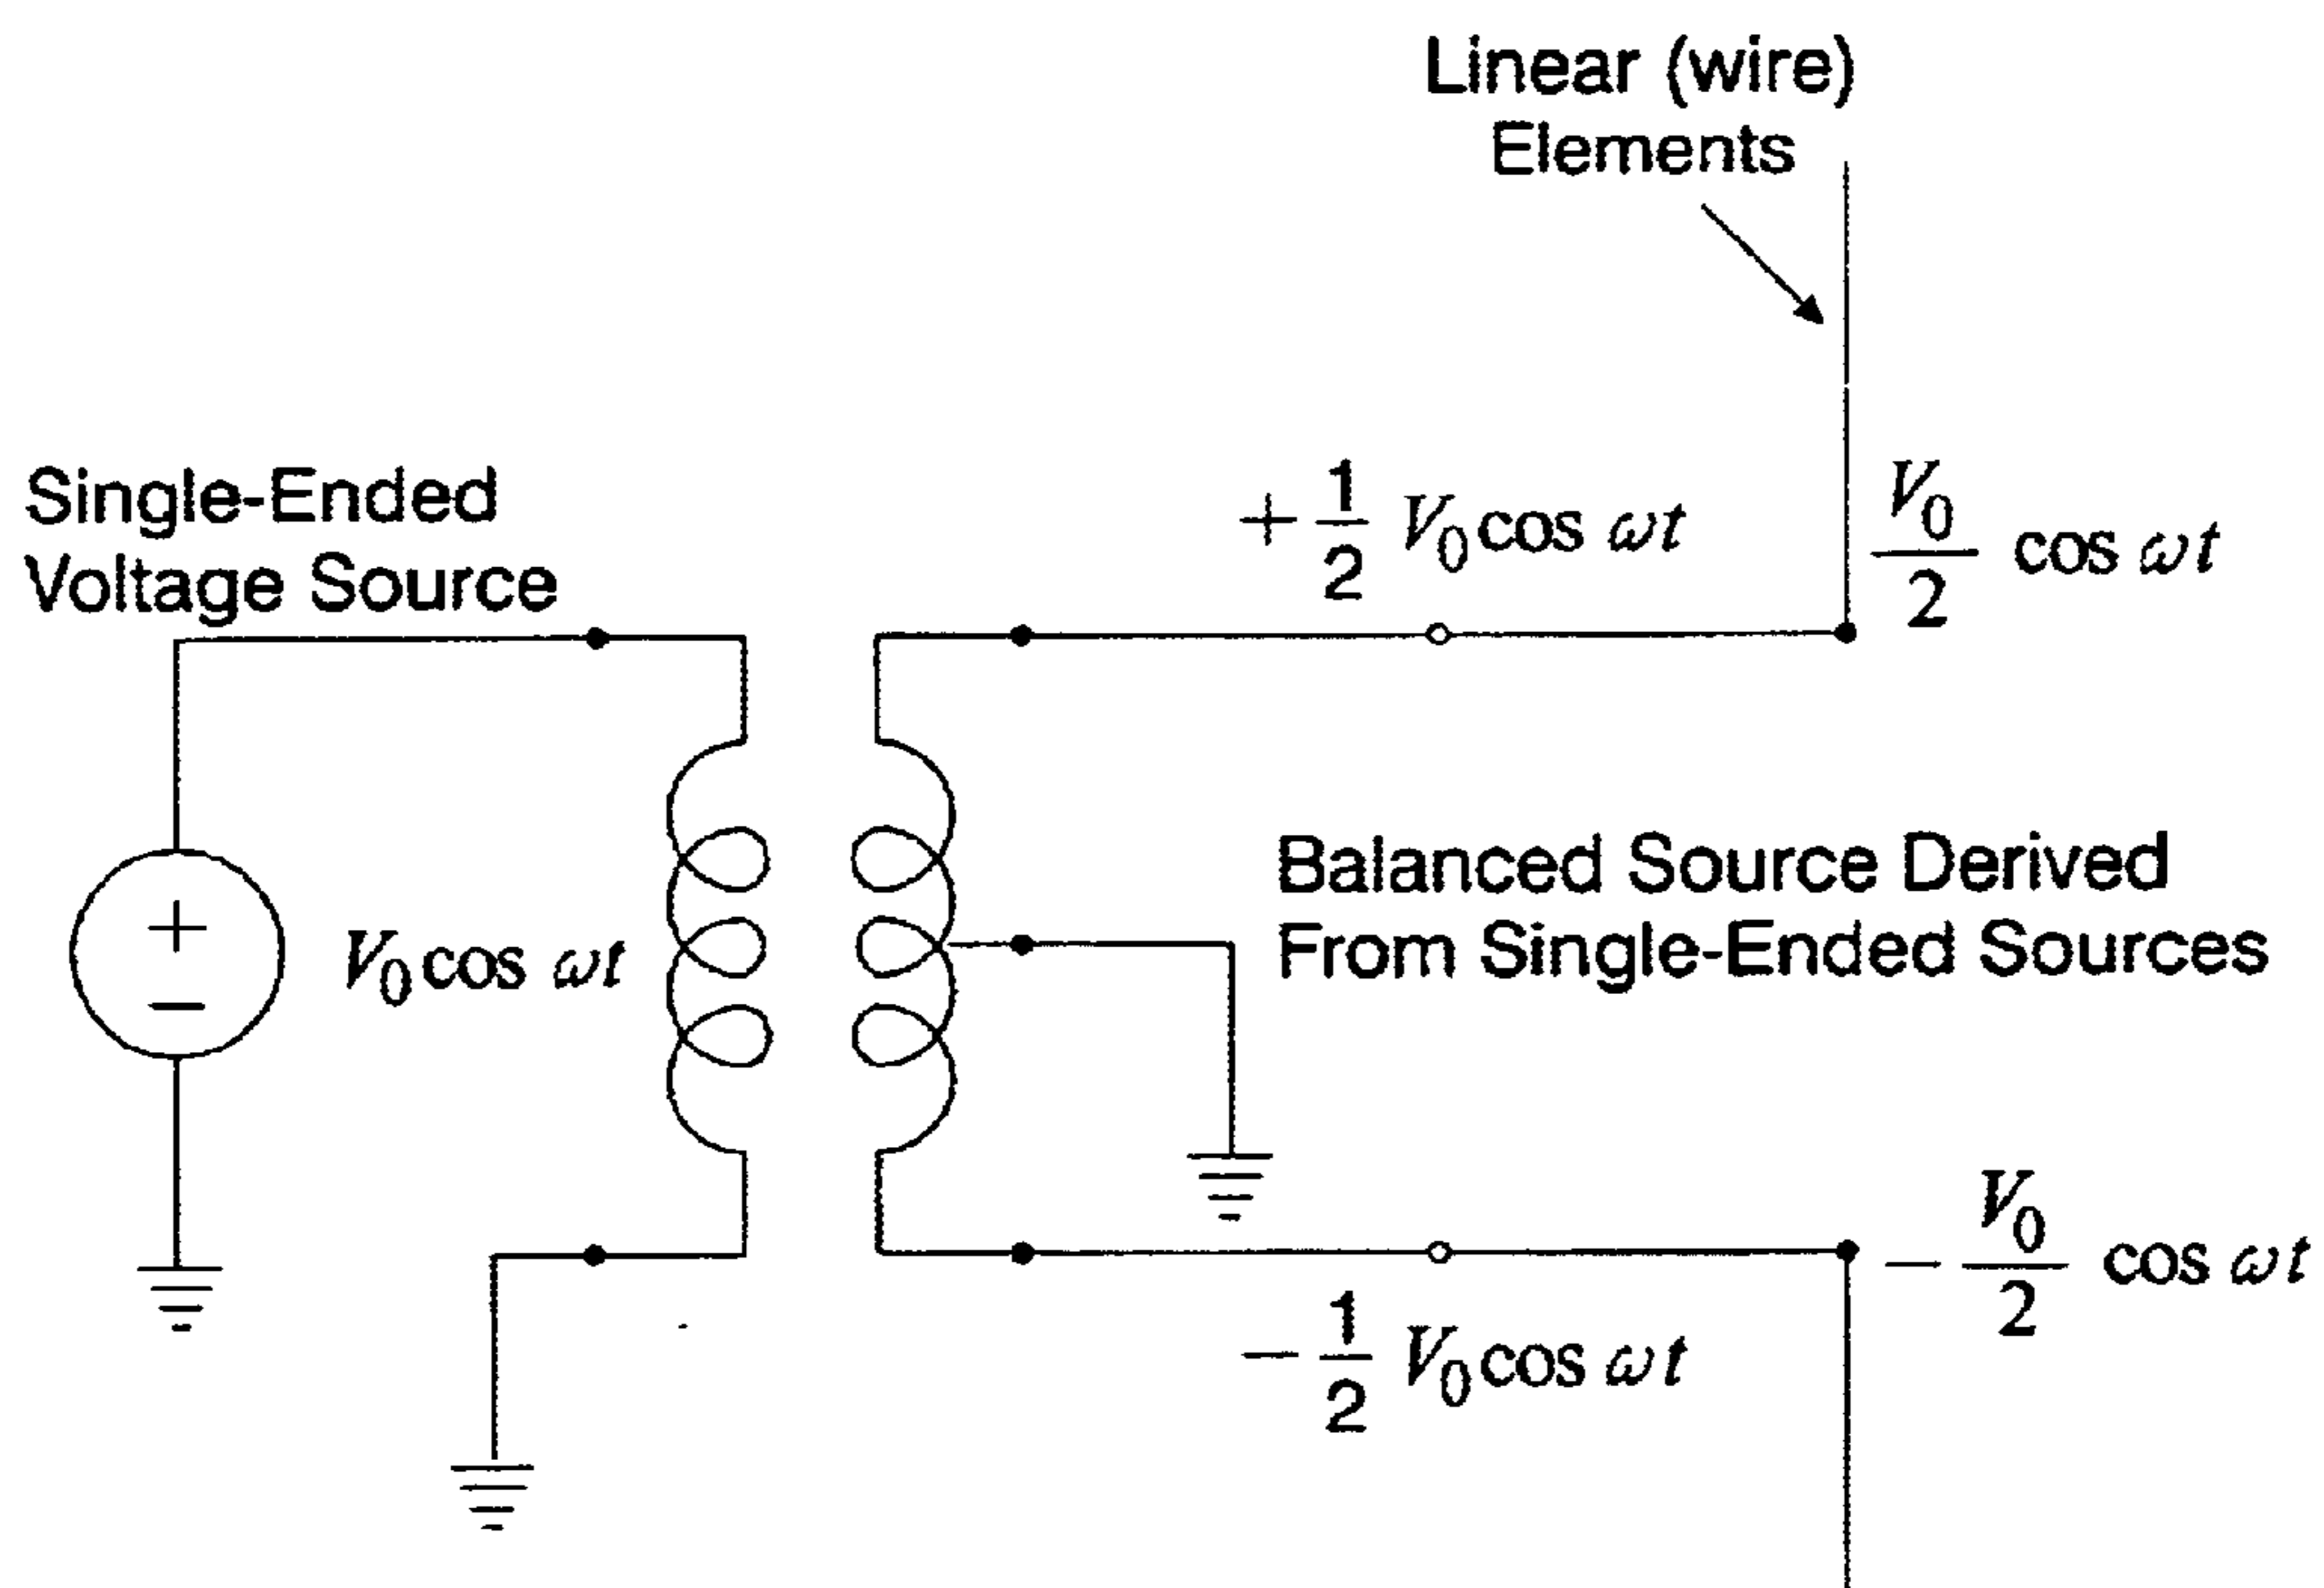 Linear (wire)
Elements
Single-Ended
Voltage Source
+ 1/2 V₀ cos ωt
V₀/2 cos ωt
+
−
V₀ cos ωt
Balanced Source Derived
From Single-Ended Sources
− 1/2 V₀ cos ωt
− V₀/2 cos ωt